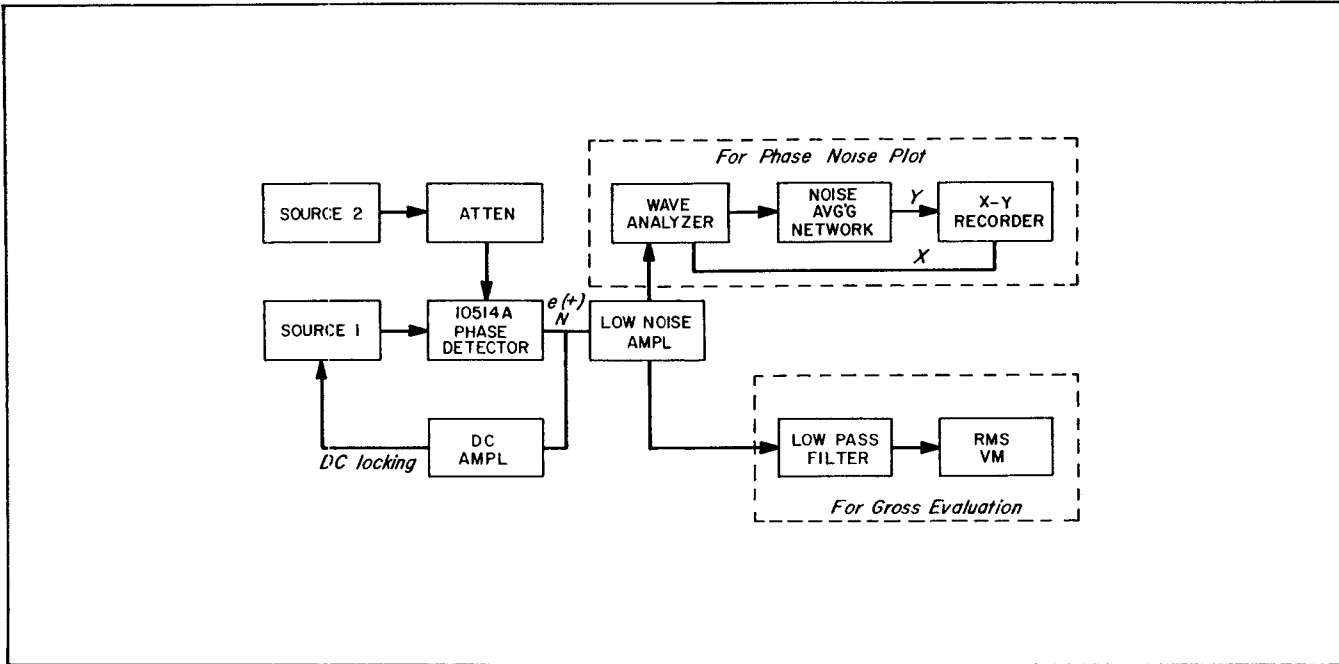 For Phase Noise Plot
SOURCE 2
ATTEN
WAVE
ANALYZER
NOISE
AVG'G
NETWORK
Y
X-Y
RECORDER
X
SOURCE 1
10514A
PHASE
DETECTOR
e(+)
N
LOW NOISE
AMPL
DC
AMPL
DC locking
LOW PASS
FILTER
RMS
VM
For Gross Evaluation